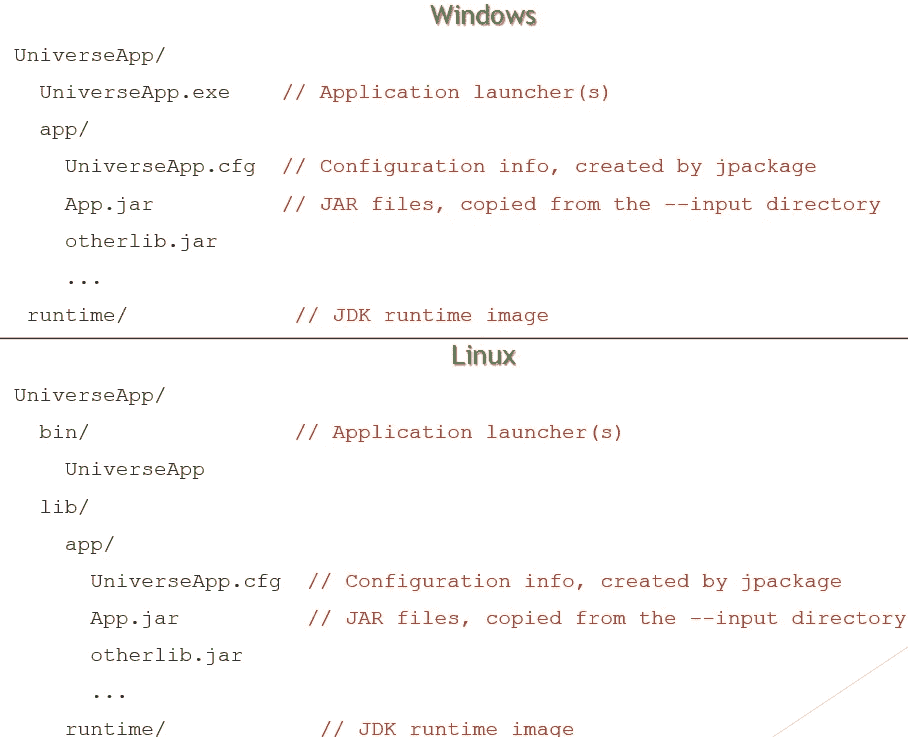 Windows
UniverseApp/
  UniverseApp.exe    // Application launcher(s)
  app/
    UniverseApp.cfg  // Configuration info, created by jpackage
    App.jar          // JAR files, copied from the --input directory
    otherlib.jar
    ...
 runtime/             // JDK runtime image
Linux
UniverseApp/
  bin/                // Application launcher(s)
    UniverseApp
  lib/
    app/
      UniverseApp.cfg  // Configuration info, created by jpackage
      App.jar          // JAR files, copied from the --input directory
      otherlib.jar
      ...
    runtime/            // JDK runtime image